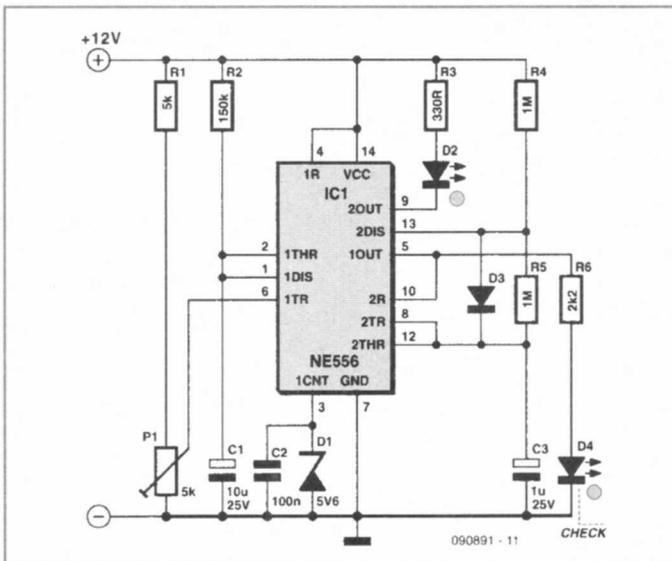 +12V
R1
5k
R2
150k
R3
330R
R4
1M
4
14
1R
VCC
IC1
D2
2OUT
9
2DIS
13
2
1THR
1OUT
5
1
1DIS
6
1TR
D3
R5
1M
R6
2k2
2R
10
2TR
8
2THR
12
NE556
1CNT
GND
3
7
P1
5k
C1
10u
25V
C2
100n
D1
5V6
C3
1u
25V
D4
CHECK
090891 - 11